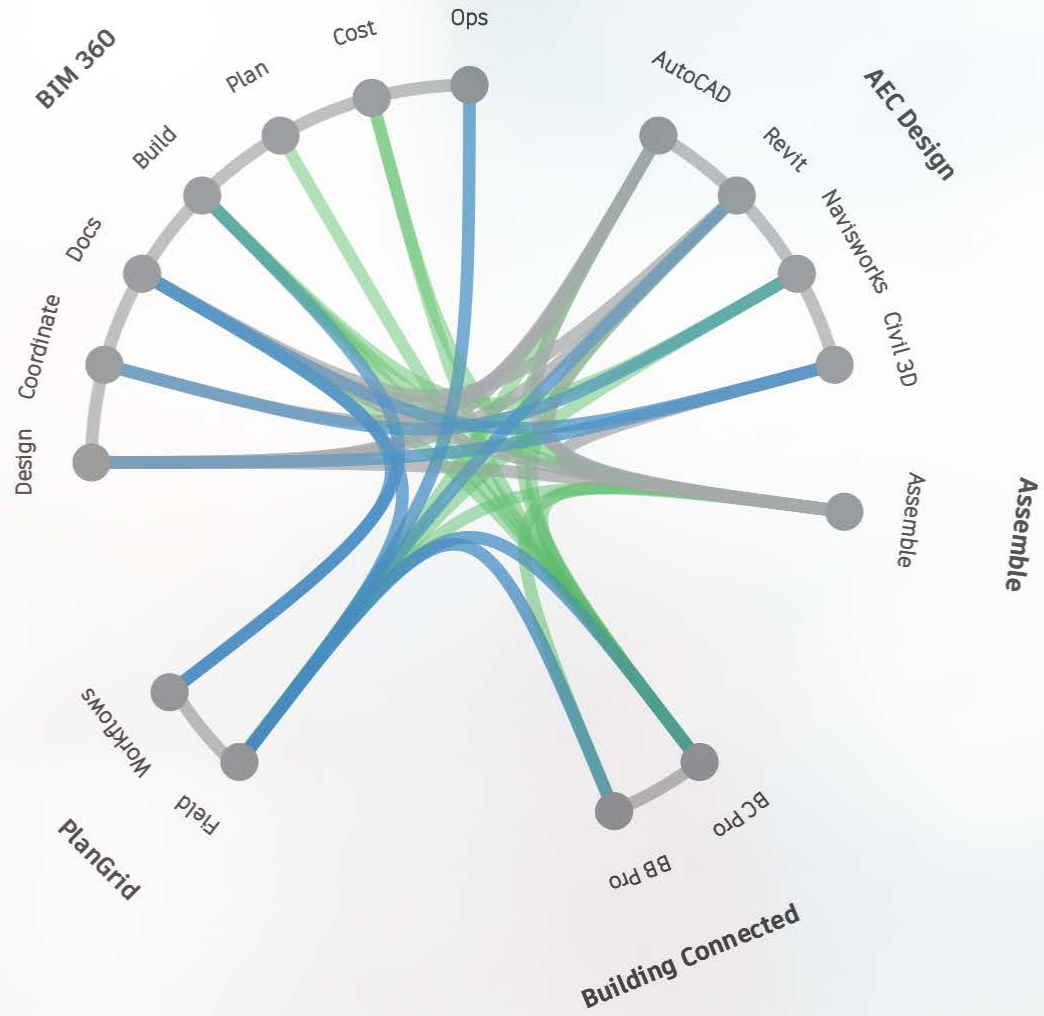 BIM 360
Design
Coordinate
Docs
Build
Plan
Cost
Ops
AEC Design
AutoCAD
Revit
Navisworks
Civil 3D
Assemble
Assemble
BC Pro
BB Pro
Building Connected
Field
Workflows
PlanGrid